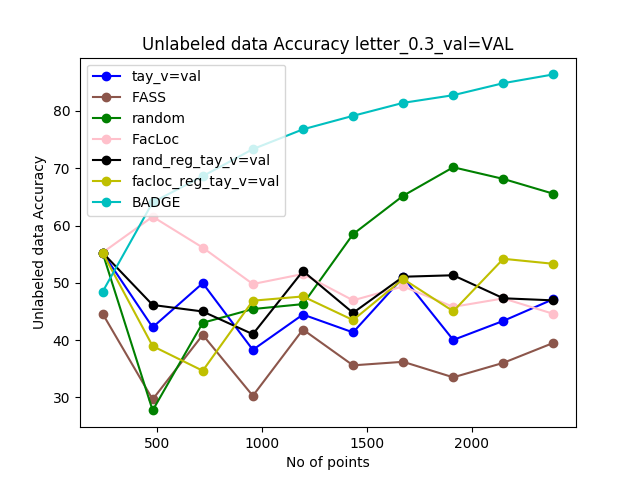 Unlabeled data Accuracy letter_0.3_val=VAL
tay_v=val
FASS
random
FacLoc
rand_reg_tay_v=val
facloc_reg_tay_v=val
BADGE
Unlabeled data Accuracy
80
70
60
50
40
30
500
1000
1500
2000
No of points